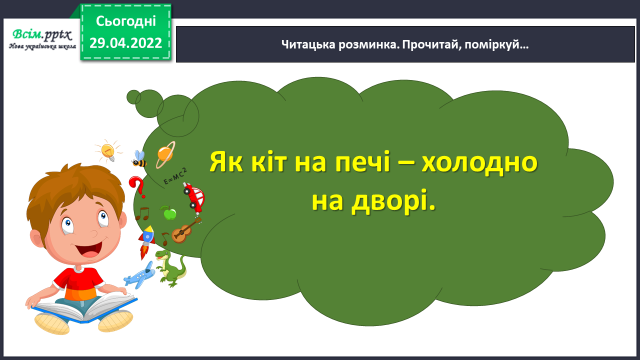 Всім.pptx
Нова українська школа
Сьогодні
29.04.2022
Читацька розминка. Прочитай, поміркуй…
E=MC2
Як кіт на печі – холодно
на дворі.